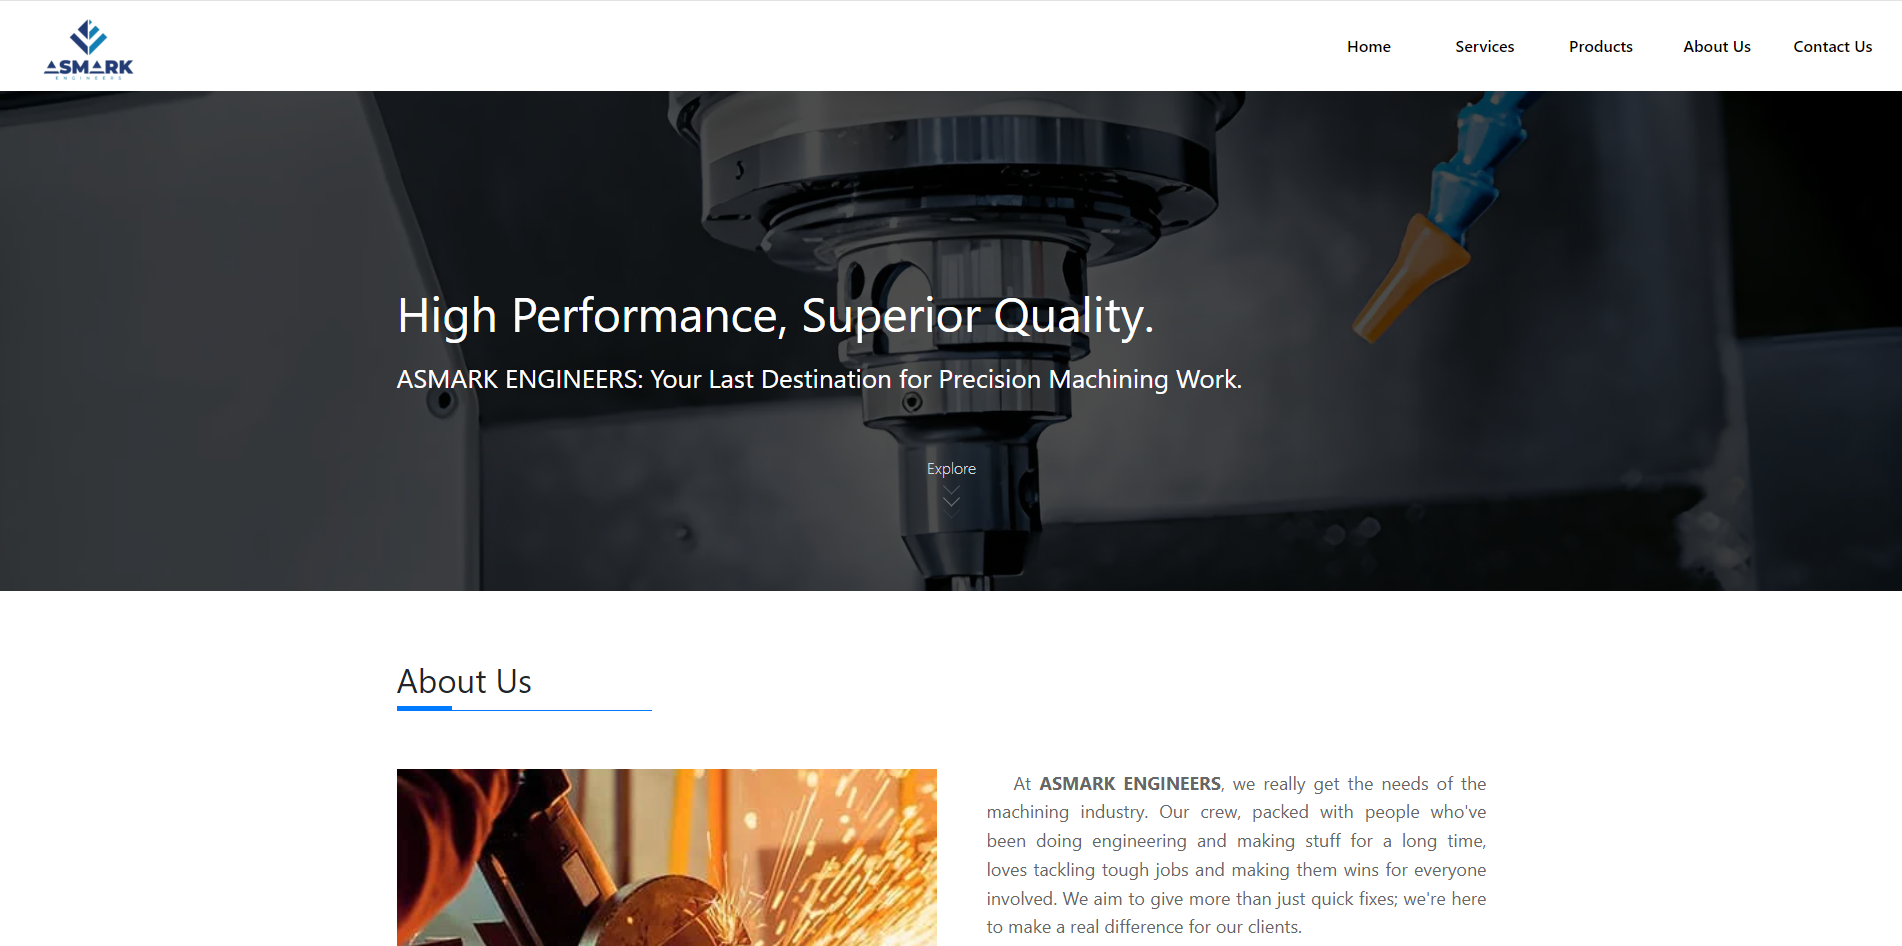 ASMARK
ENGINEERS
Home Services Products About Us Contact Us
High Performance, Superior Quality.
ASMARK ENGINEERS: Your Last Destination for Precision Machining Work.
Explore
About Us
At ASMARK ENGINEERS, we really get the needs of the
machining industry. Our crew, packed with people who've
been doing engineering and making stuff for a long time,
loves tackling tough jobs and making them wins for everyone
involved. We aim to give more than just quick fixes; we're here
to make a real difference for our clients.